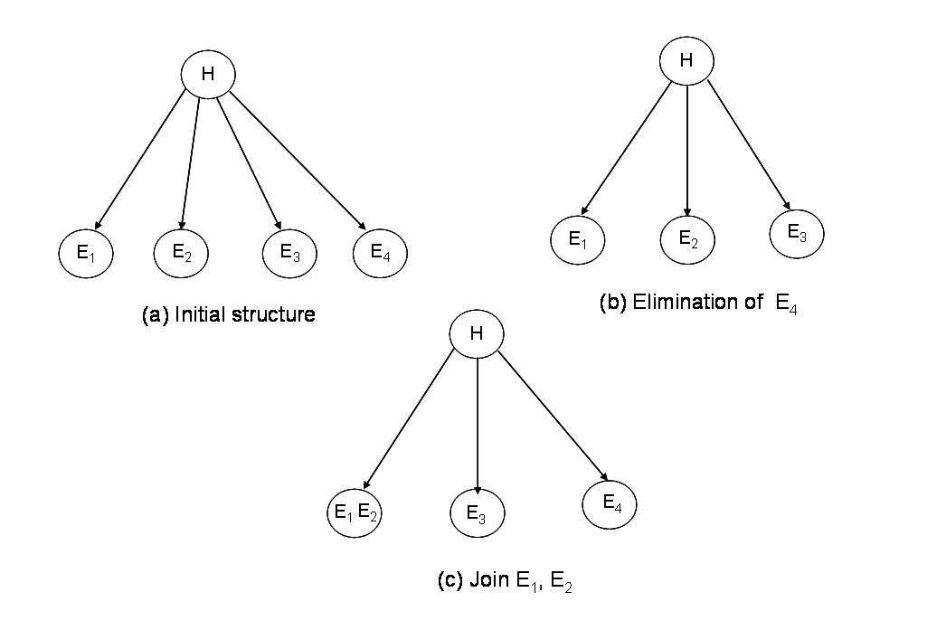 H
E₁
E₂
E₃
E₄
(a) Initial structure
H
E₁
E₂
E₃
(b) Elimination of E₄
H
E₁ E₂
E₃
E₄
(c) Join E₁, E₂